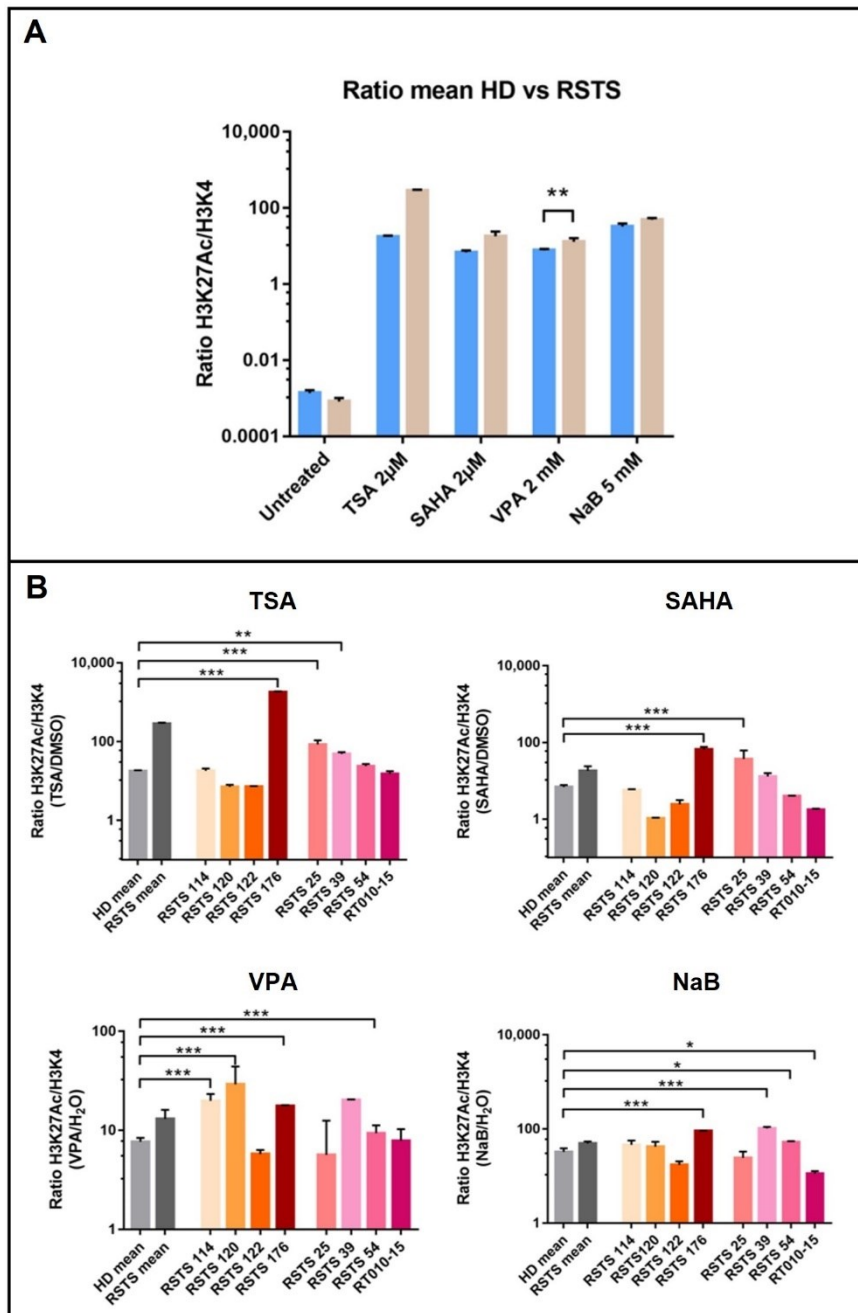 A
Ratio mean HD vs RSTS
Ratio H3K27Ac/H3K4
10,000
100
1
0.01
0.0001
**
Untreated
TSA 2µM
SAHA 2µM
VPA 2 mM
NaB 5 mM
B
TSA
Ratio H3K27Ac/H3K4
(TSA/DMSO)
10,000
100
1
**
***
***
HD mean
RSTS mean
RSTS 114
RSTS 120
RSTS 122
RSTS 176
RSTS 25
RSTS 39
RSTS 54
RT010-15
SAHA
Ratio H3K27Ac/H3K4
(SAHA/DMSO)
10,000
100
1
***
***
HD mean
RSTS mean
RSTS 114
RSTS 120
RSTS 122
RSTS 176
RSTS 25
RSTS 39
RSTS 54
RT010-15
VPA
Ratio H3K27Ac/H3K4
(VPA/H₂O)
100
10
1
***
***
***
***
HD mean
RSTS mean
RSTS 114
RSTS 120
RSTS 122
RSTS 176
RSTS 25
RSTS 39
RSTS 54
RT010-15
NaB
Ratio H3K27Ac/H3K4
(NaB/H₂O)
10,000
100
1
*
*
***
***
HD mean
RSTS mean
RSTS 114
RSTS120
RSTS 122
RSTS 176
RSTS 25
RSTS 39
RSTS 54
RT010-15